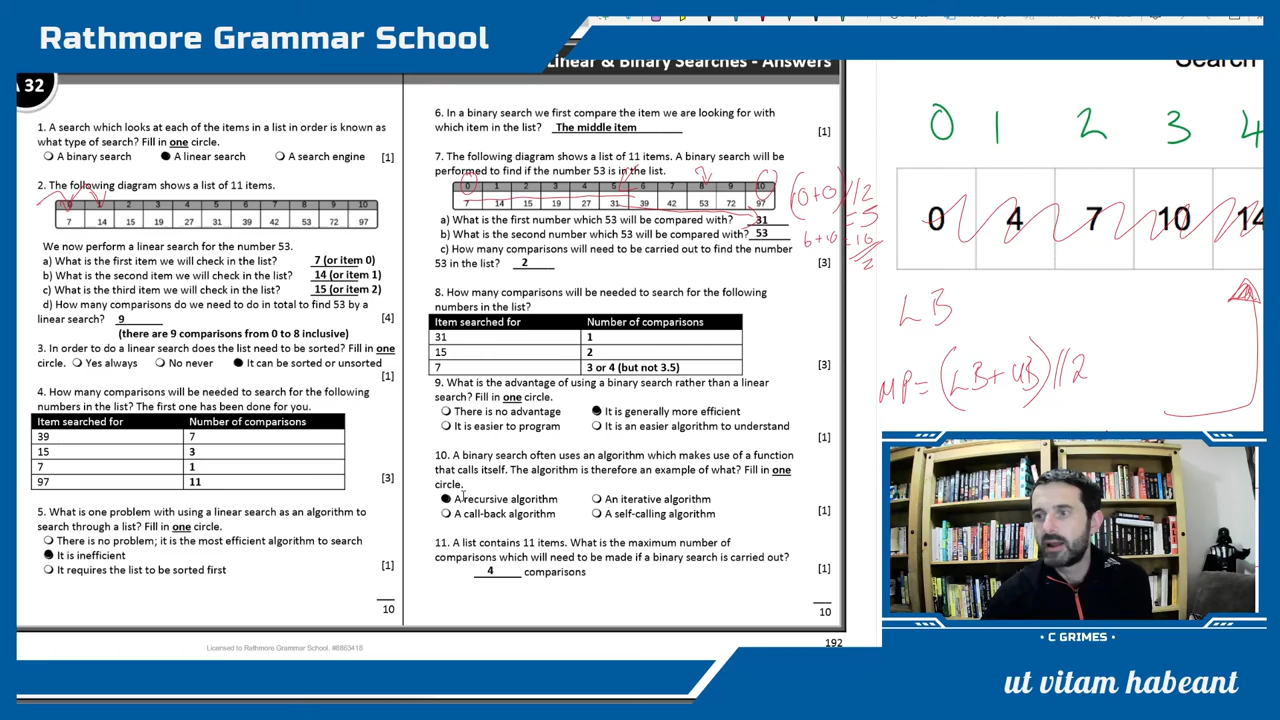 Rathmore Grammar School
A 32
1. A search which looks at each of the items in a list in order is known as
what type of search? Fill in one circle.
A binary search A linear search A search engine [1]
2. The following diagram shows a list of 11 items.
0 1 2 3 4 5 6 7 8 9 10
7 14 15 19 27 31 39 42 53 72 97
We now perform a linear search for the number 53.
a) What is the first item we will check in the list? 7 (or item 0)
b) What is the second item we will check in the list? 14 (or item 1)
c) What is the third item we will check in the list? 15 (or item 2)
d) How many comparisons do we need to do in total to find 53 by a
linear search? 9 [4]
(there are 9 comparisons from 0 to 8 inclusive)
3. In order to do a linear search does the list need to be sorted? Fill in one
circle. Yes always No never It can be sorted or unsorted
[1]
4. How many comparisons will be needed to search for the following
numbers in the list? The first one has been done for you.
Item searched for Number of comparisons
39 7
15 3
7 1
97 11
[3]
5. What is one problem with using a linear search as an algorithm to
search through a list? Fill in one circle.
There is no problem; it is the most efficient algorithm to search
It is inefficient
It requires the list to be sorted first [1]
10
Linear & Binary Searches - Answers
6. In a binary search we first compare the item we are looking for with
which item in the list? The middle item [1]
7. The following diagram shows a list of 11 items. A binary search will be
performed to find if the number 53 is in the list.
0 1 2 3 4 5 6 7 8 9 10
7 14 15 19 27 31 39 42 53 72 97
a) What is the first number which 53 will be compared with? 31
b) What is the second number which 53 will be compared with? 53
c) How many comparisons will need to be carried out to find the number
53 in the list? 2 [3]
8. How many comparisons will be needed to search for the following
numbers in the list?
Item searched for Number of comparisons
31 1
15 2
7 3 or 4 (but not 3.5)
[3]
9. What is the advantage of using a binary search rather than a linear
search? Fill in one circle.
There is no advantage It is generally more efficient
It is easier to program It is an easier algorithm to understand
[1]
10. A binary search often uses an algorithm which makes use of a function
that calls itself. The algorithm is therefore an example of what? Fill in one
circle.
A recursive algorithm An iterative algorithm
A call-back algorithm A self-calling algorithm [1]
11. A list contains 11 items. What is the maximum number of
comparisons which will need to be made if a binary search is carried out?
4 comparisons [1]
10
192
Licensed to Rathmore Grammar School. #8863418
= 5
Search
0 1 2 3 4
0 4 7 10 14
LB
MP = (LB+UB)//2
• C GRIMES •
ut vitam habeant